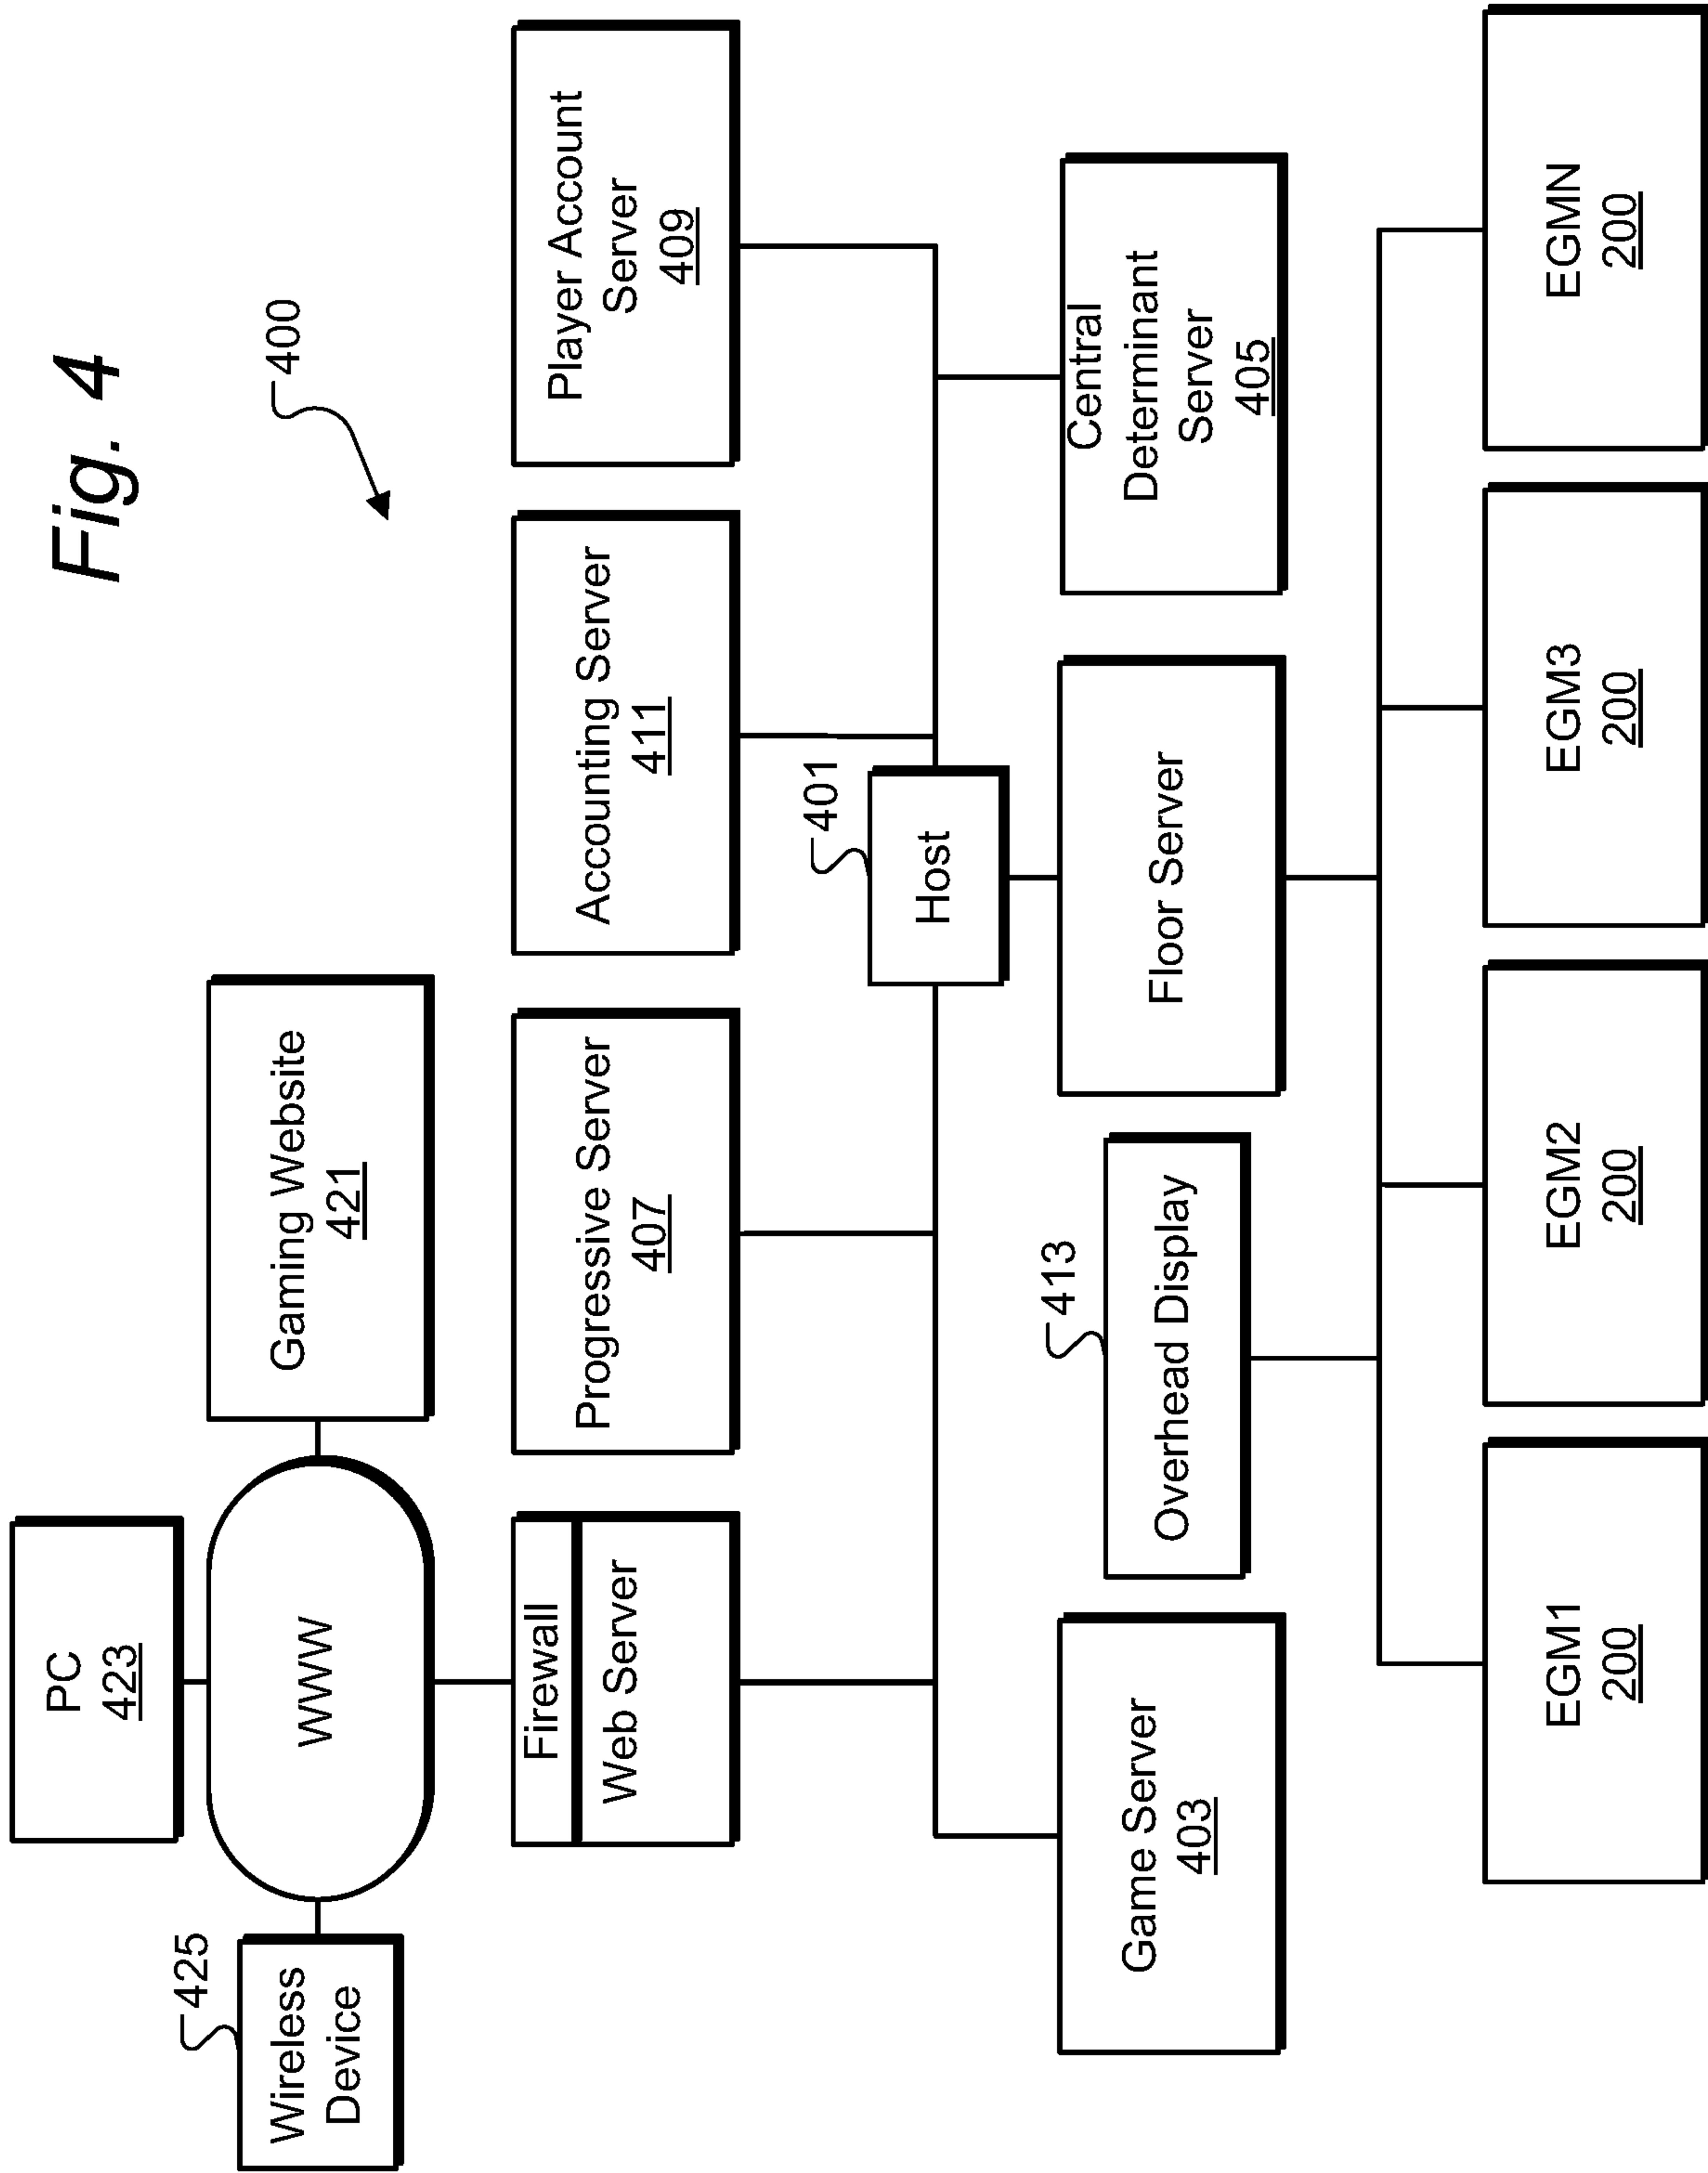 Fig. 4
400
PC
423
WWW
Wireless
Device
425
Gaming Website
421
Firewall
Web Server
Progressive Server
407
Accounting Server
411
Player Account
Server
409
401
Host
Game Server
403
413
Overhead Display
Floor Server
Central
Determinant
Server
405
EGM1
200
EGM2
200
EGM3
200
EGMN
200